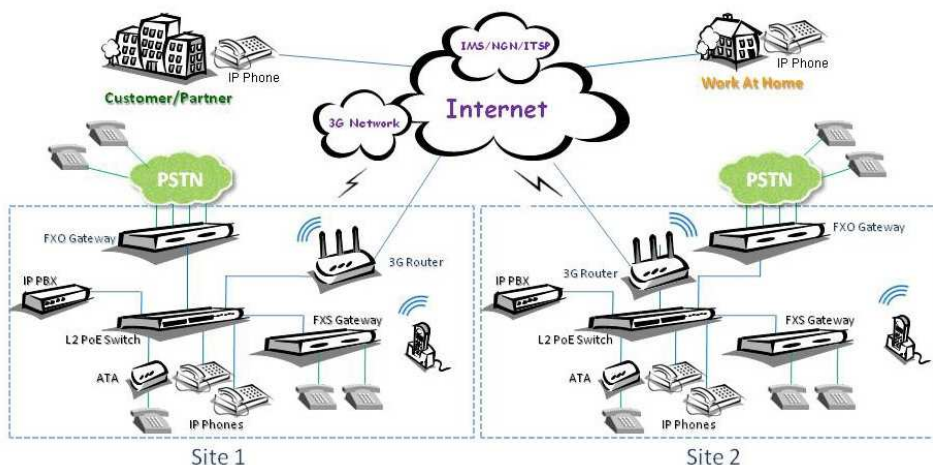 IMS/NGN/ITSP
IP Phone
IP Phone
Customer/Partner
Work At Home
Internet
3G Network
PSTN
PSTN
FXO Gateway
FXO Gateway
3G Router
3G Router
IP PBX
IP PBX
FXS Gateway
FXS Gateway
L2 PoE Switch
L2 PoE Switch
ATA
ATA
IP Phones
IP Phones
Site 1
Site 2